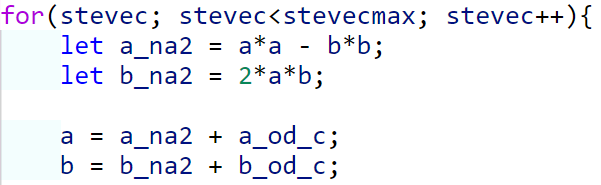 for(stevec; stevec<stevecmax; stevec++){
let a_na2 = a*a - b*b;
let b_na2 = 2*a*b;
a = a_na2 + a_od_c;
b = b_na2 + b_od_c;